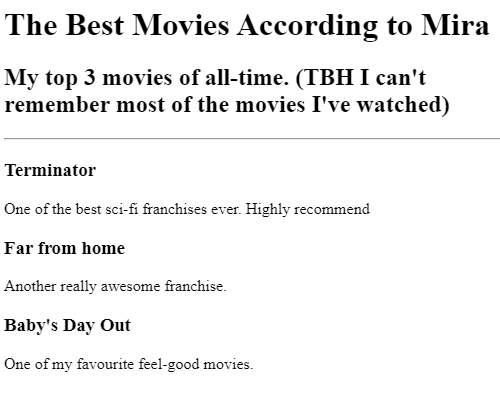 The Best Movies According to Mira
My top 3 movies of all-time. (TBH I can't
remember most of the movies I've watched)
Terminator
One of the best sci-fi franchises ever. Highly recommend
Far from home
Another really awesome franchise.
Baby's Day Out
One of my favourite feel-good movies.